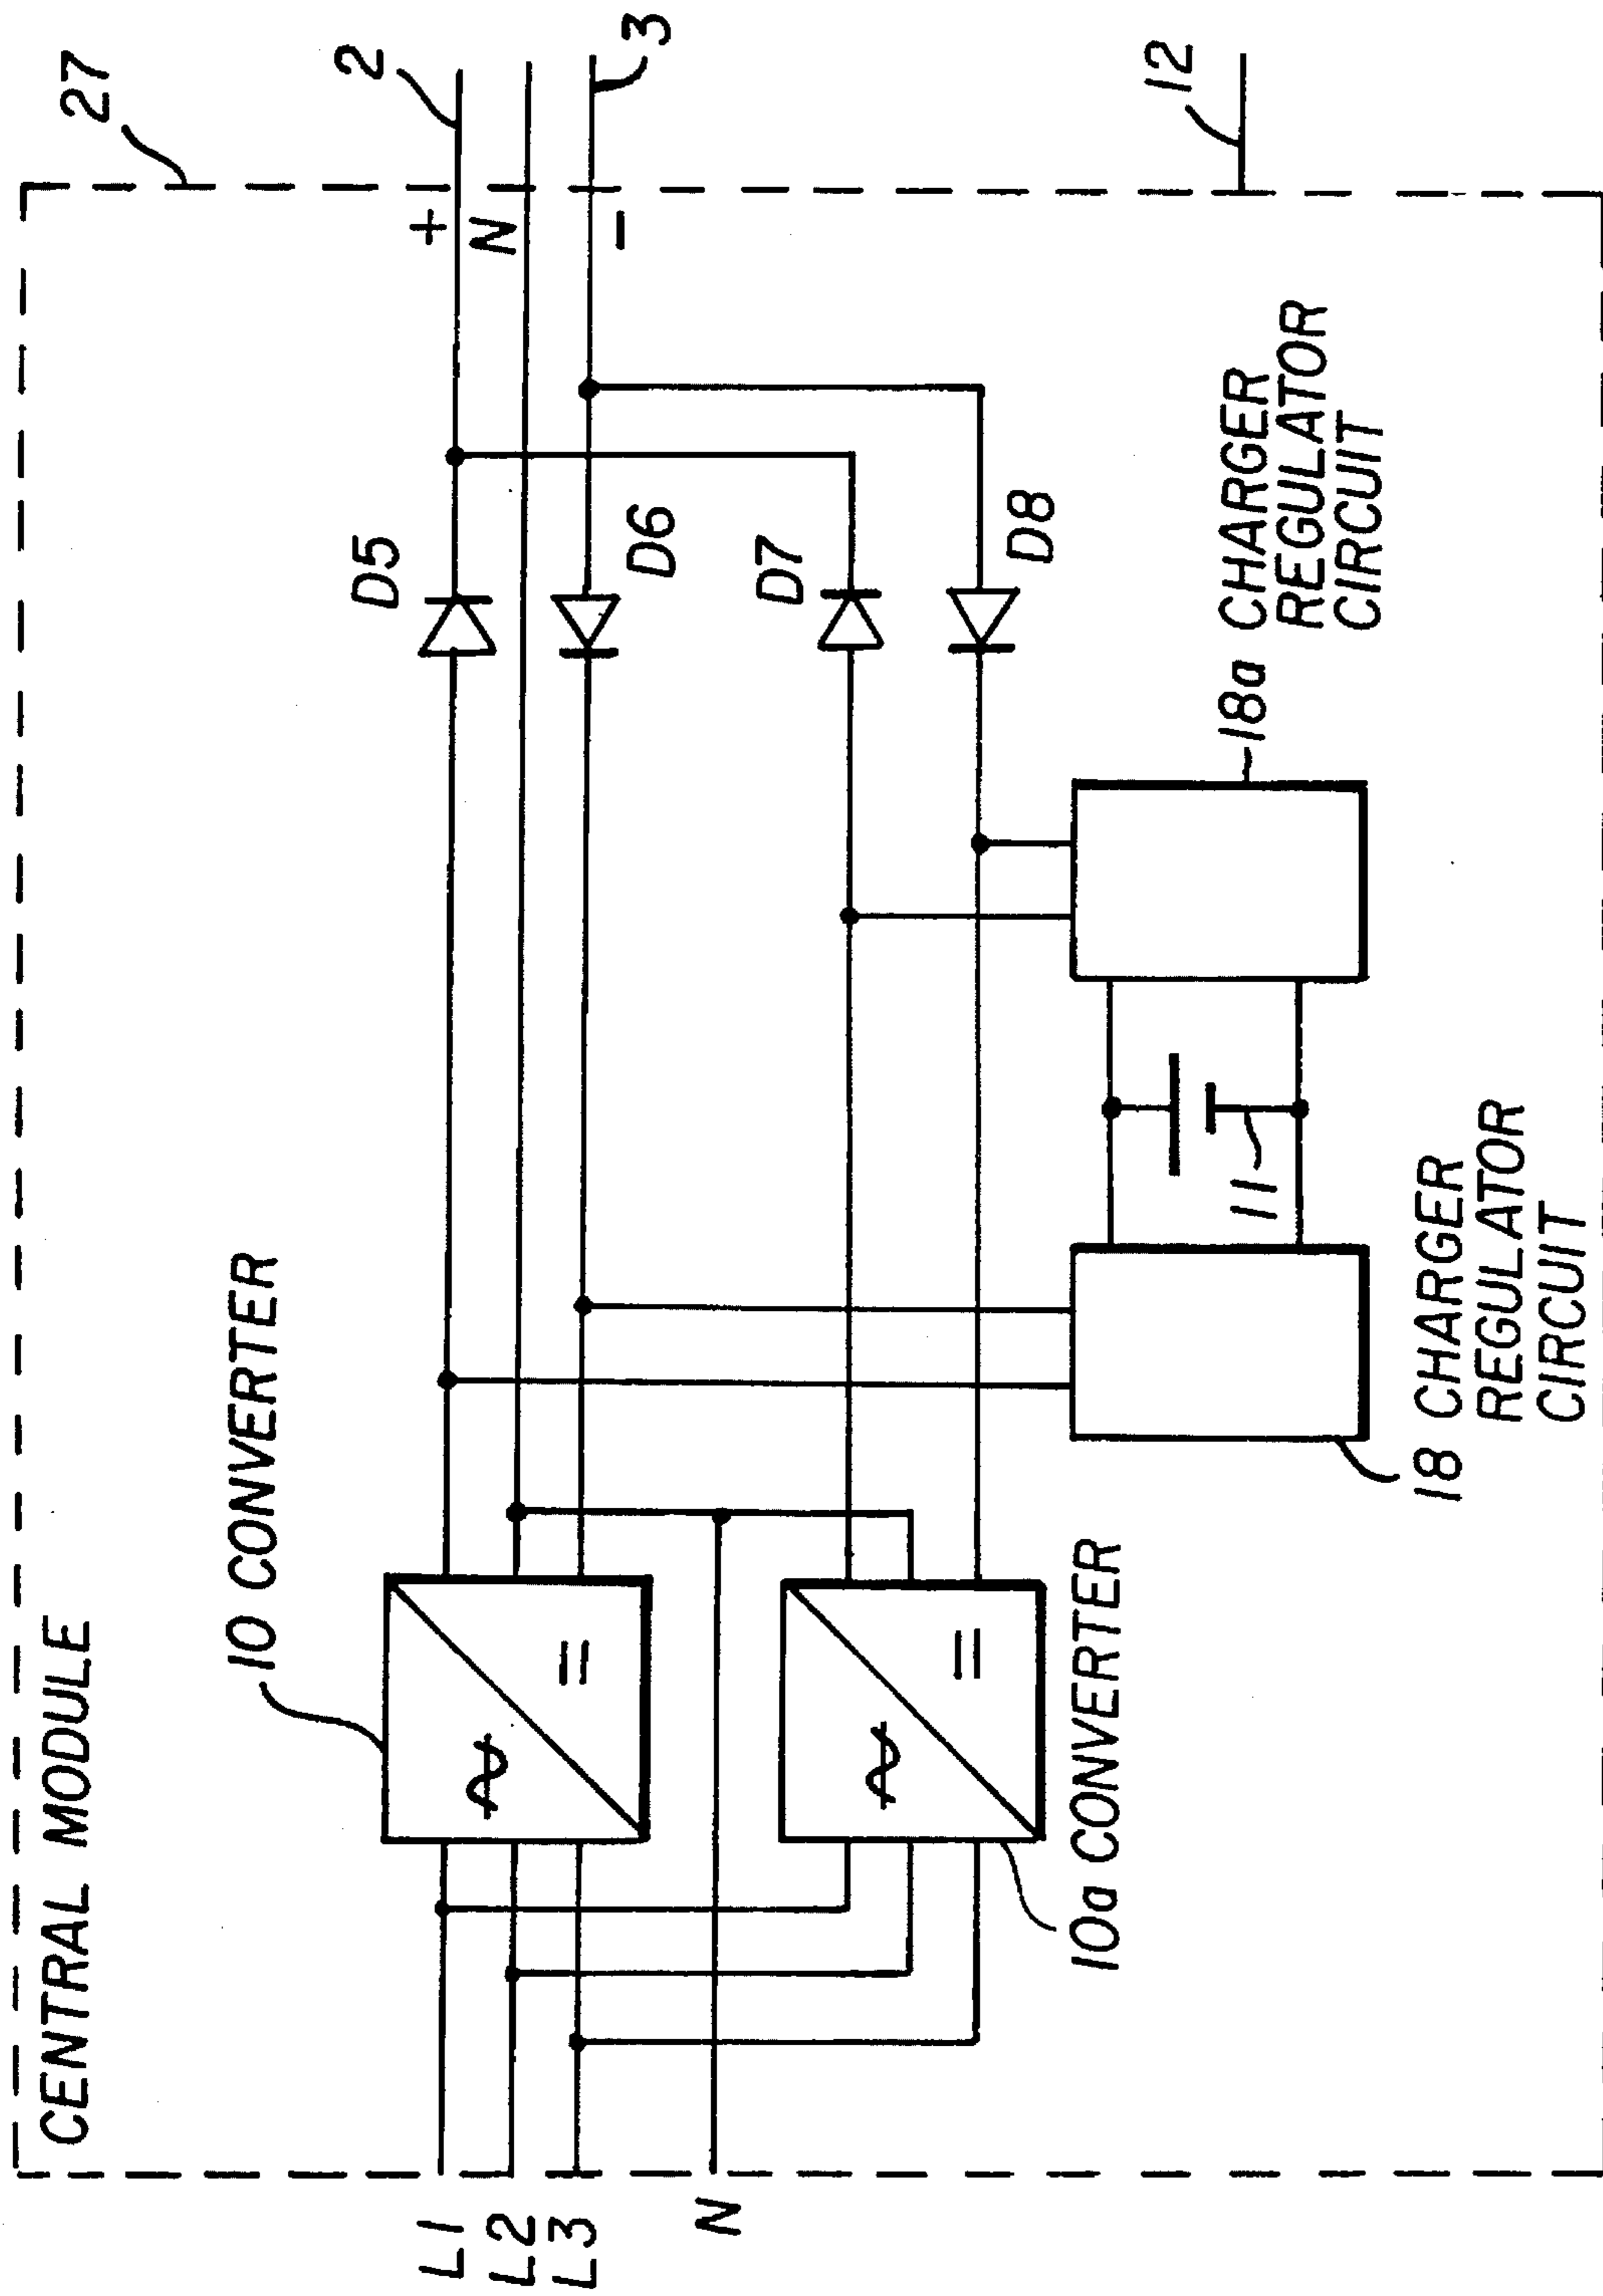 CENTRAL MODULE
27
10 CONVERTER
L1
L2
L3
N
D5
+
2
N
D6
−
3
D7
D8
10a CONVERTER
18a CHARGER
REGULATOR
CIRCUIT
12
11
18 CHARGER
REGULATOR
CIRCUIT